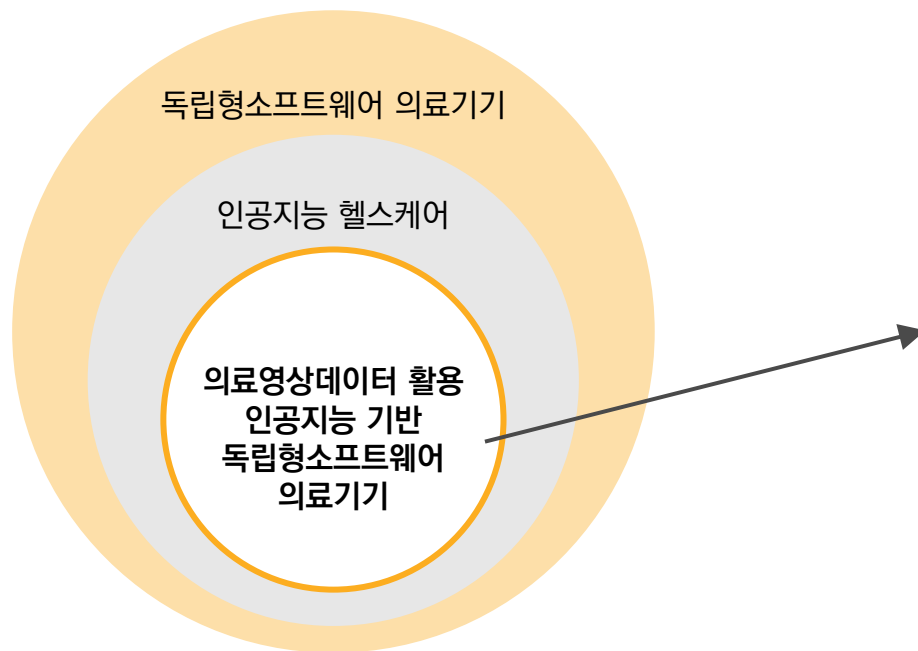 독립형소프트웨어 의료기기
인공지능 헬스케어
의료영상데이터 활용
인공지능 기반
독립형소프트웨어
의료기기